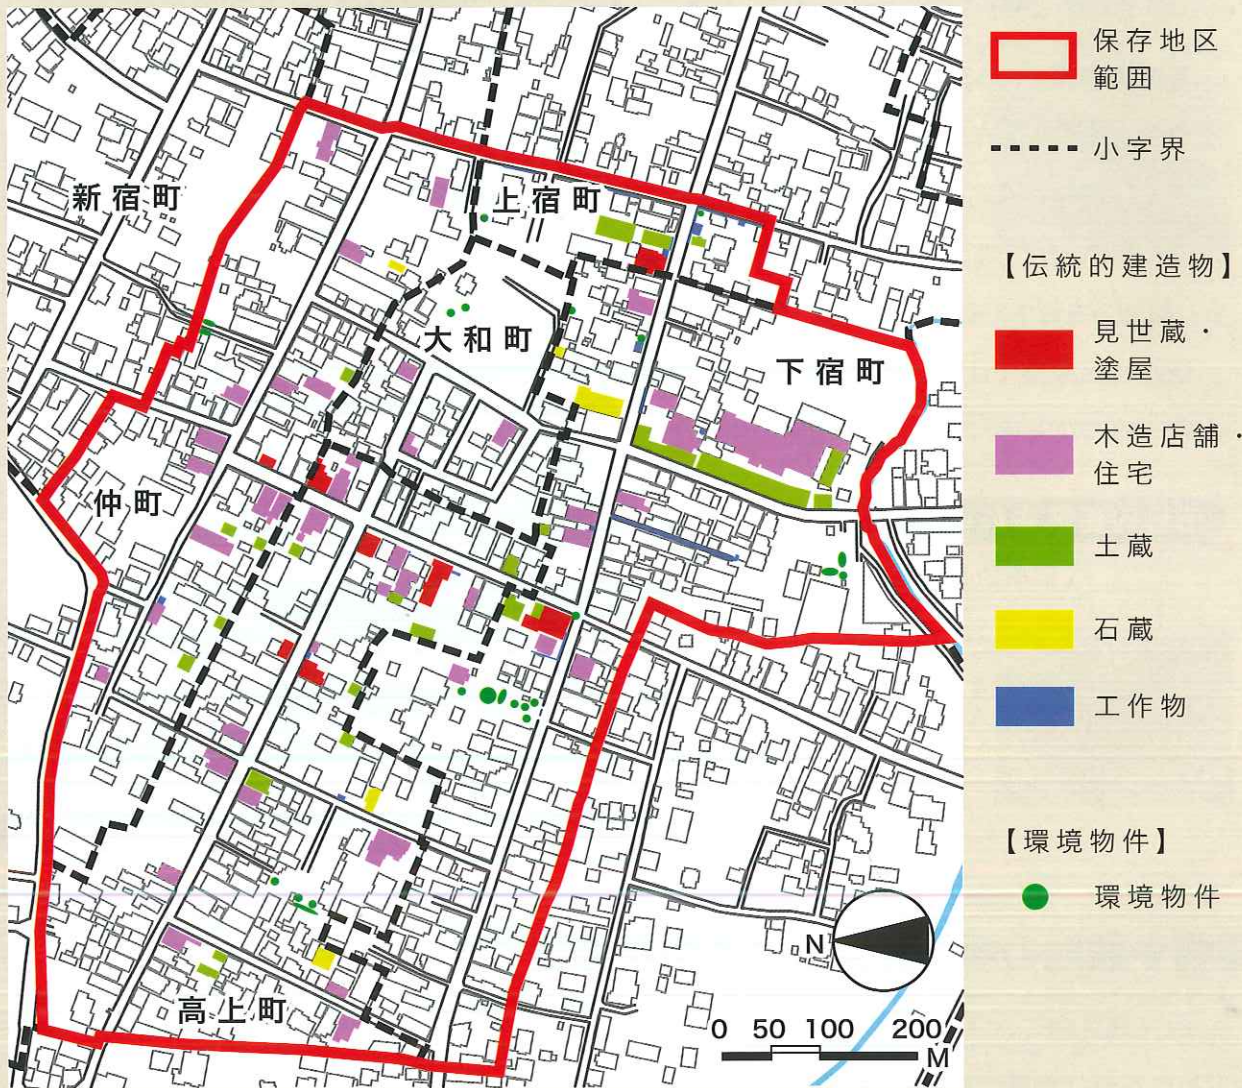 新宿町
上宿町
大和町
下宿町
仲町
高上町
N
0 50 100 200
M
保存地区
範囲
小字界
【伝統的建造物】
見世蔵・
塗屋
木造店舗・
住宅
土蔵
石蔵
工作物
【環境物件】
環境物件